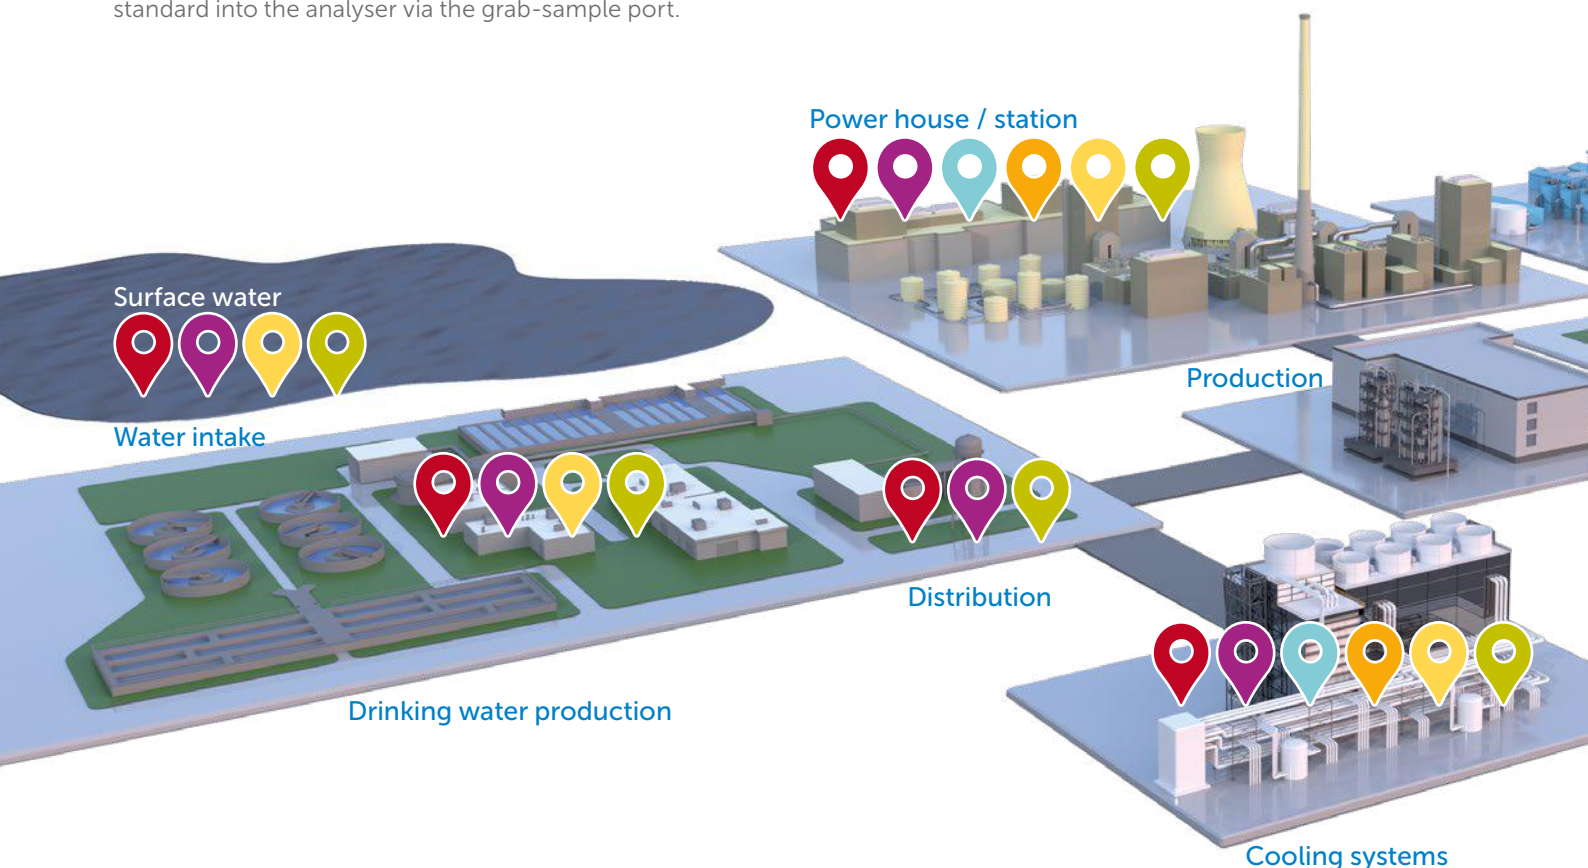 standard into the analyser via the grab-sample port.
Power house / station
Surface water
Production
Water intake
Distribution
Drinking water production
Cooling systems